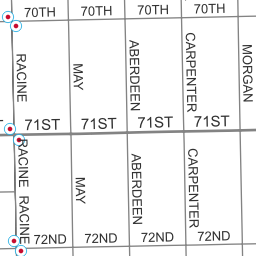 70TH 70TH 70TH 70TH
RACINE
MAY
ABERDEEN
CARPENTER
MORGAN
71ST 71ST 71ST 71ST
RACINE RACINE
MAY
ABERDEEN
CARPENTER
72ND 72ND 72ND 72ND